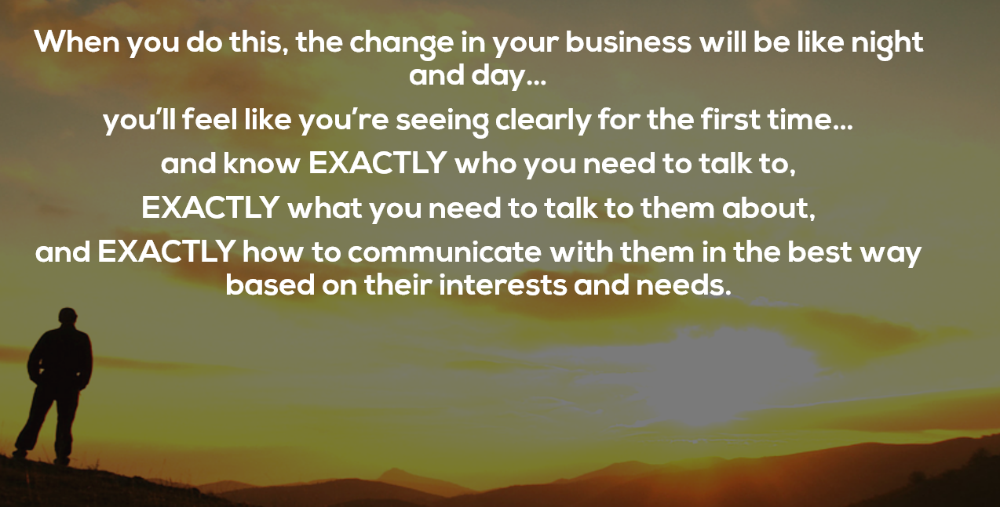 When you do this, the change in your business will be like night
and day...
you’ll feel like you’re seeing clearly for the first time...
and know EXACTLY who you need to talk to,
EXACTLY what you need to talk to them about,
and EXACTLY how to communicate with them in the best way
based on their interests and needs.